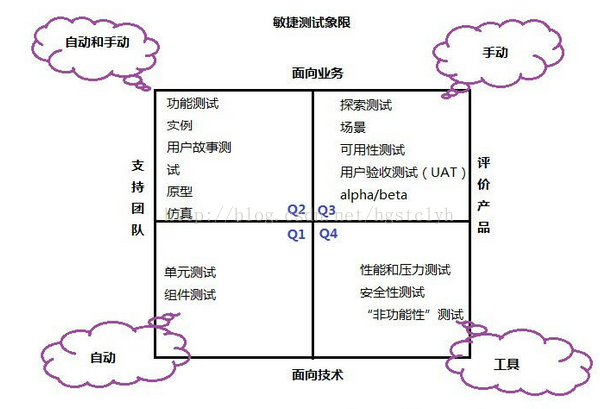 敏捷测试象限
自动和手动
手动
面向业务
功能测试
实例
用户故事测
试
原型
仿真
探索测试
场景
可用性测试
用户验收测试（UAT）
alpha/beta
支持团队
评价产品
http://blog.csdn.net/hgstclyh
Q2
Q3
Q1
Q4
单元测试
组件测试
性能和压力测试
安全性测试
“非功能性”测试
自动
工具
面向技术